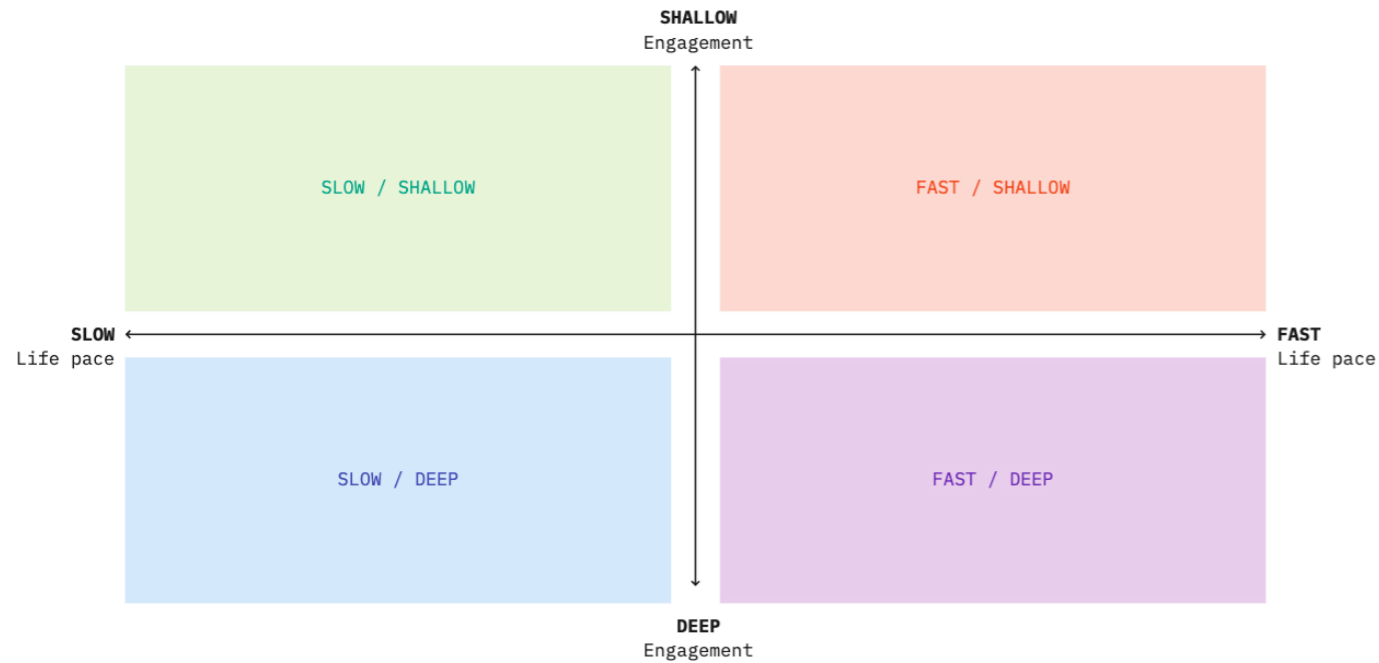 SHALLOW
Engagement
SLOW / SHALLOW
FAST / SHALLOW
SLOW
Life pace
FAST
Life pace
SLOW / DEEP
FAST / DEEP
DEEP
Engagement